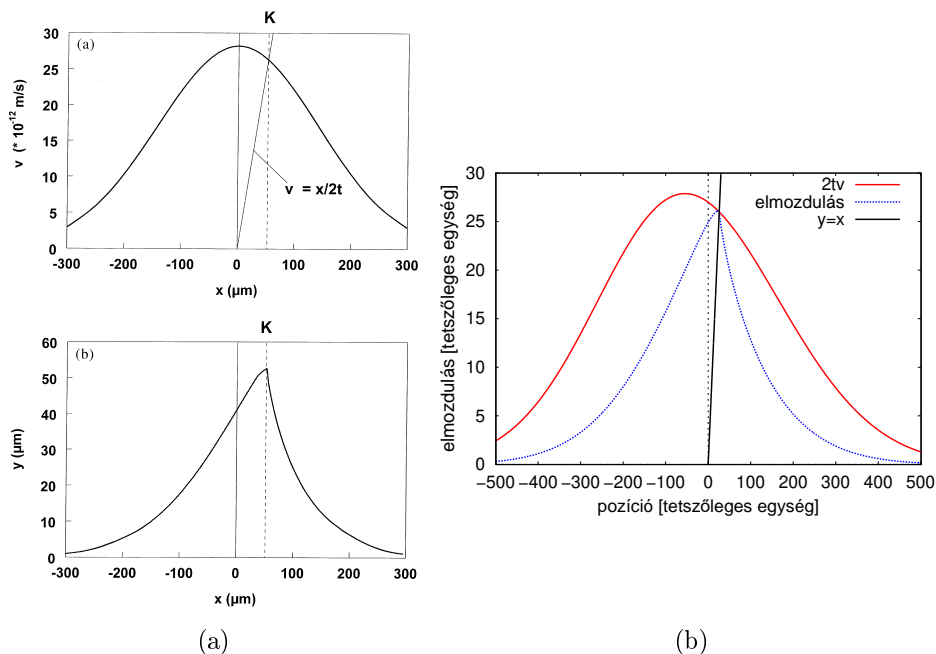 K
(a)
30
25
20
15
10
5
0
v (* 10⁻¹² m/s)
v = x/2t
-300 -200 -100 0 100 200 300
x (µm)
K
(b)
60
50
40
30
20
10
0
y (µm)
-300 -200 -100 0 100 200 300
x (µm)
(a)
30
25
20
15
10
5
0
elmozdulás [tetszőleges egység]
2tv
elmozdulás
y=x
−500 −400 −300 −200 −100 0 100 200 300 400 500
pozíció [tetszőleges egység]
(b)